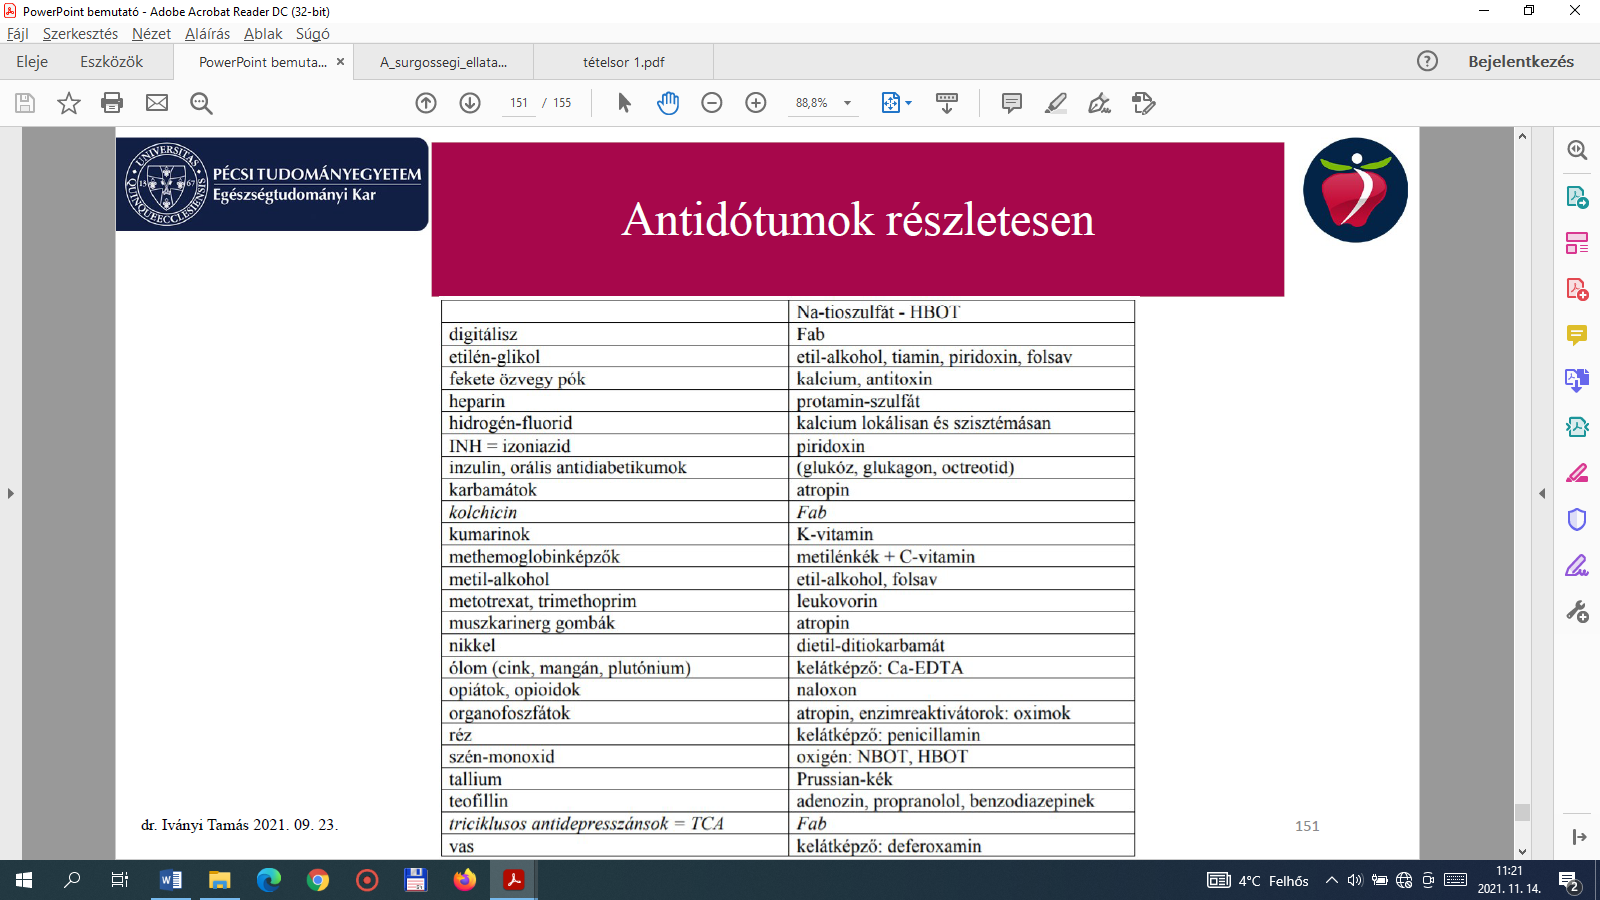 PowerPoint bemutató - Adobe Acrobat Reader DC (32-bit)
Fájl Szerkesztés Nézet Aláírás Ablak Súgó
Eleje Eszközök PowerPoint bemuta... × A_surgossegi_ellata... tételsor 1.pdf ? Bejelentkezés
151 / 155 88,8%
UNIVERSITAS QUINQUEECCLESIENSIS 1367
PÉCSI TUDOMÁNYEGYETEM
Egészségtudományi Kar
Antidótumok részletesen
Na-tioszulfát - HBOT
digitálisz Fab
etilén-glikol etil-alkohol, tiamin, piridoxin, folsav
fekete özvegy pók kalcium, antitoxin
heparin protamin-szulfát
hidrogén-fluorid kalcium lokálisan és szisztémásan
INH = izoniazid piridoxin
inzulin, orális antidiabetikumok (glukóz, glukagon, octreotid)
karbamátok atropin
kolchicin Fab
kumarinok K-vitamin
methemoglobinképzők metilénkék + C-vitamin
metil-alkohol etil-alkohol, folsav
metotrexat, trimethoprim leukovorin
muszkarinerg gombák atropin
nikkel dietil-ditiokarbamát
ólom (cink, mangán, plutónium) kelátképző: Ca-EDTA
opiátok, opioidok naloxon
organofoszfátok atropin, enzimreaktivátorok: oximok
réz kelátképző: penicillamin
szén-monoxid oxigén: NBOT, HBOT
tallium Prussian-kék
teofillin adenozin, propranolol, benzodiazepinek
triciklusos antidepresszánsok = TCA Fab
vas kelátképző: deferoxamin
dr. Iványi Tamás 2021. 09. 23.
151
4°C Felhős
11:21
2021. 11. 14.
2